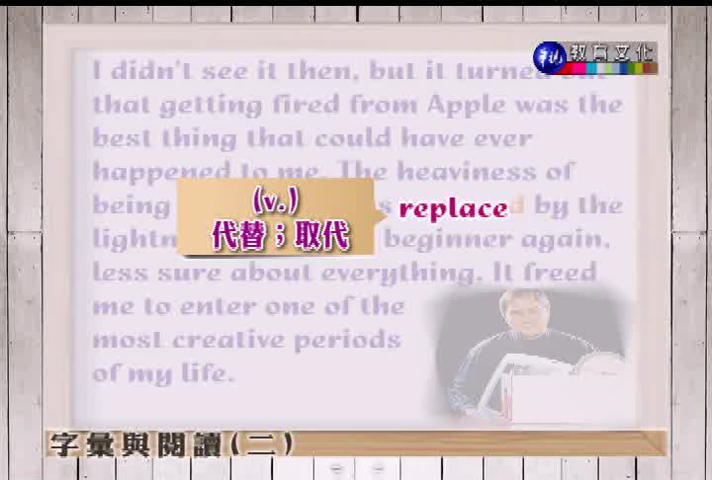 教育文化
I didn't see it then, but it turned
that getting fired from Apple was the
best thing that could have ever
happened to me. The heaviness of
being
(v.)
代替；取代
replaced by the
beginner again,
less sure about everything. It freed
me to enter one of the
most creative periods
of my life.
字彙與閱讀(二)